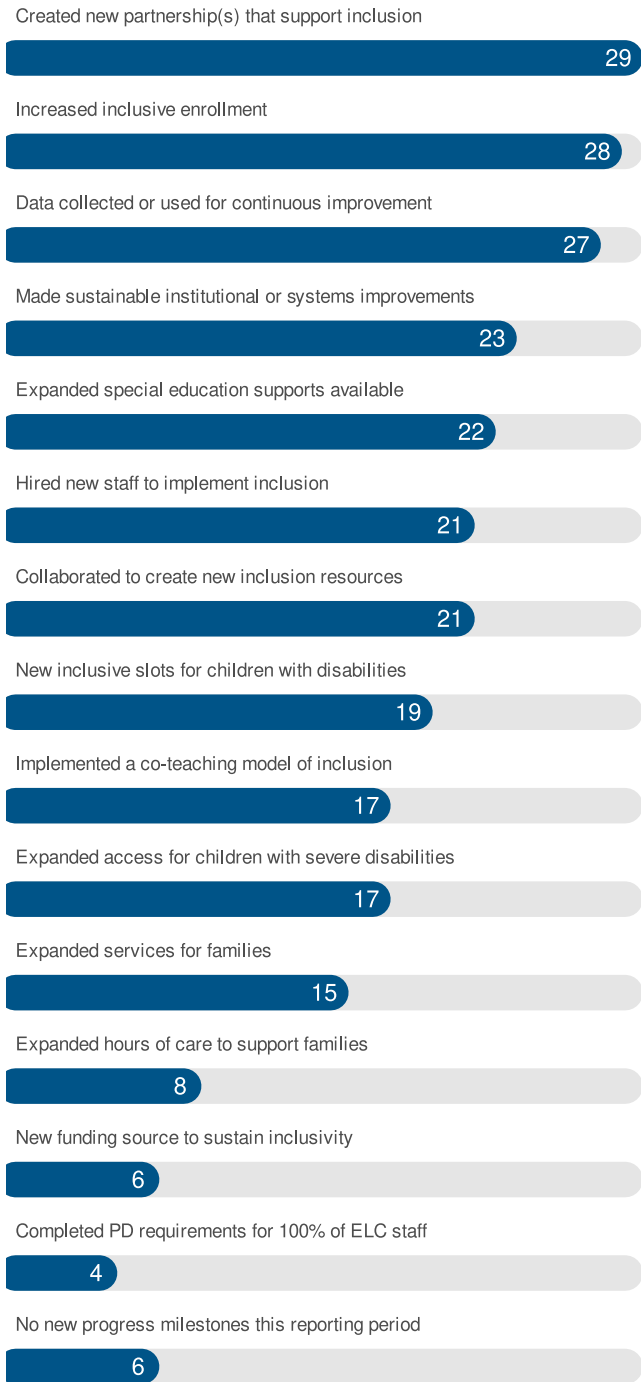 Created new partnership(s) that support inclusion
29
Increased inclusive enrollment
28
Data collected or used for continuous improvement
27
Made sustainable institutional or systems improvements
23
Expanded special education supports available
22
Hired new staff to implement inclusion
21
Collaborated to create new inclusion resources
21
New inclusive slots for children with disabilities
19
Implemented a co-teaching model of inclusion
17
Expanded access for children with severe disabilities
17
Expanded services for families
15
Expanded hours of care to support families
8
New funding source to sustain inclusivity
6
Completed PD requirements for 100% of ELC staff
4
No new progress milestones this reporting period
6